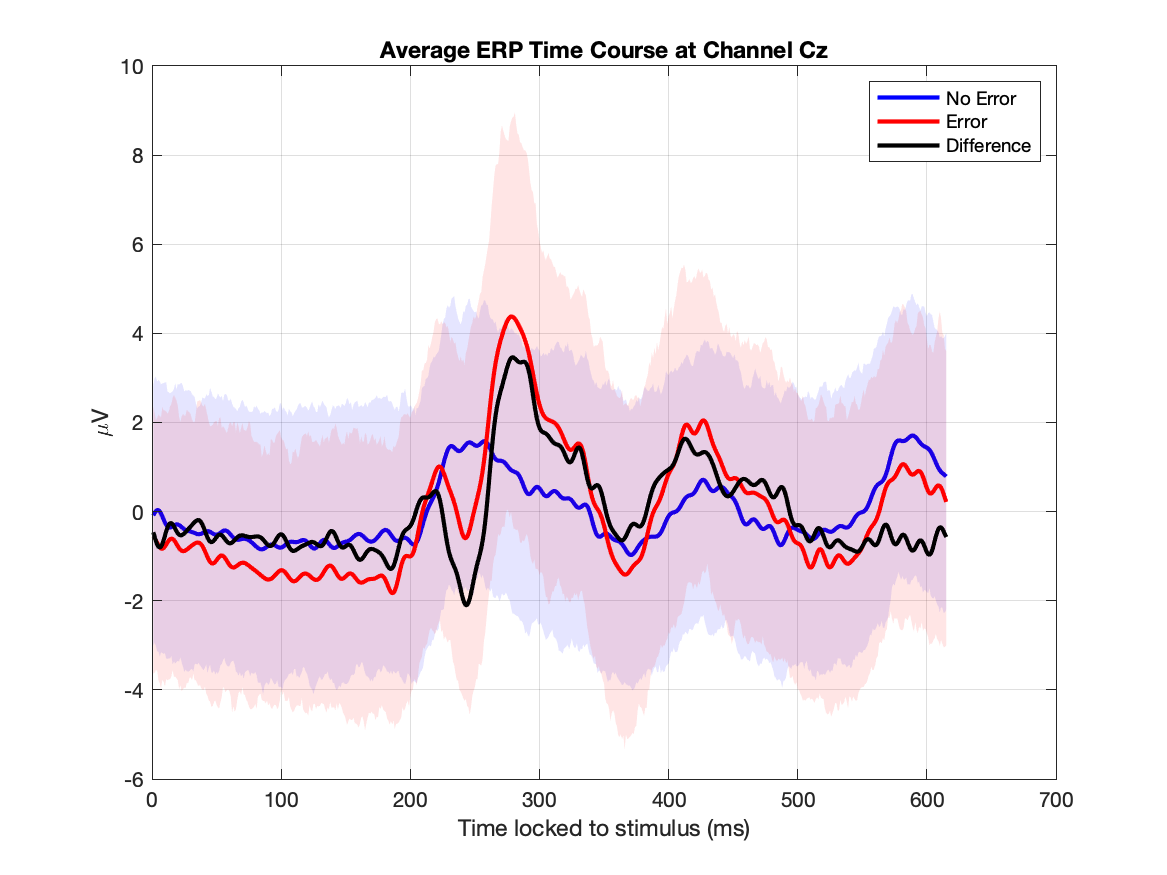 Average ERP Time Course at Channel Cz
10
8
6
4
2
0
-2
-4
-6
μV
No Error
Error
Difference
0 100 200 300 400 500 600 700
Time locked to stimulus (ms)